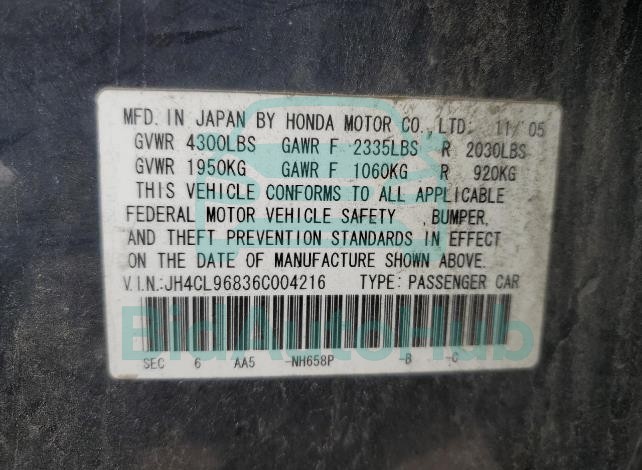 MFD. IN JAPAN BY HONDA MOTOR CO., LTD. 11/05
GVWR 4300LBS GAWR F 2335LBS R 2030LBS
GVWR 1950KG GAWR F 1060KG R 920KG
THIS VEHICLE CONFORMS TO ALL APPLICABLE
FEDERAL MOTOR VEHICLE SAFETY ,BUMPER,
AND THEFT PREVENTION STANDARDS IN EFFECT
ON THE DATE OF MANUFACTURE SHOWN ABOVE.
V.I.N.:JH4CL96836C004216 TYPE: PASSENGER CAR
BidAutoHub
SEC 6 AA5 -NH658P -B -C